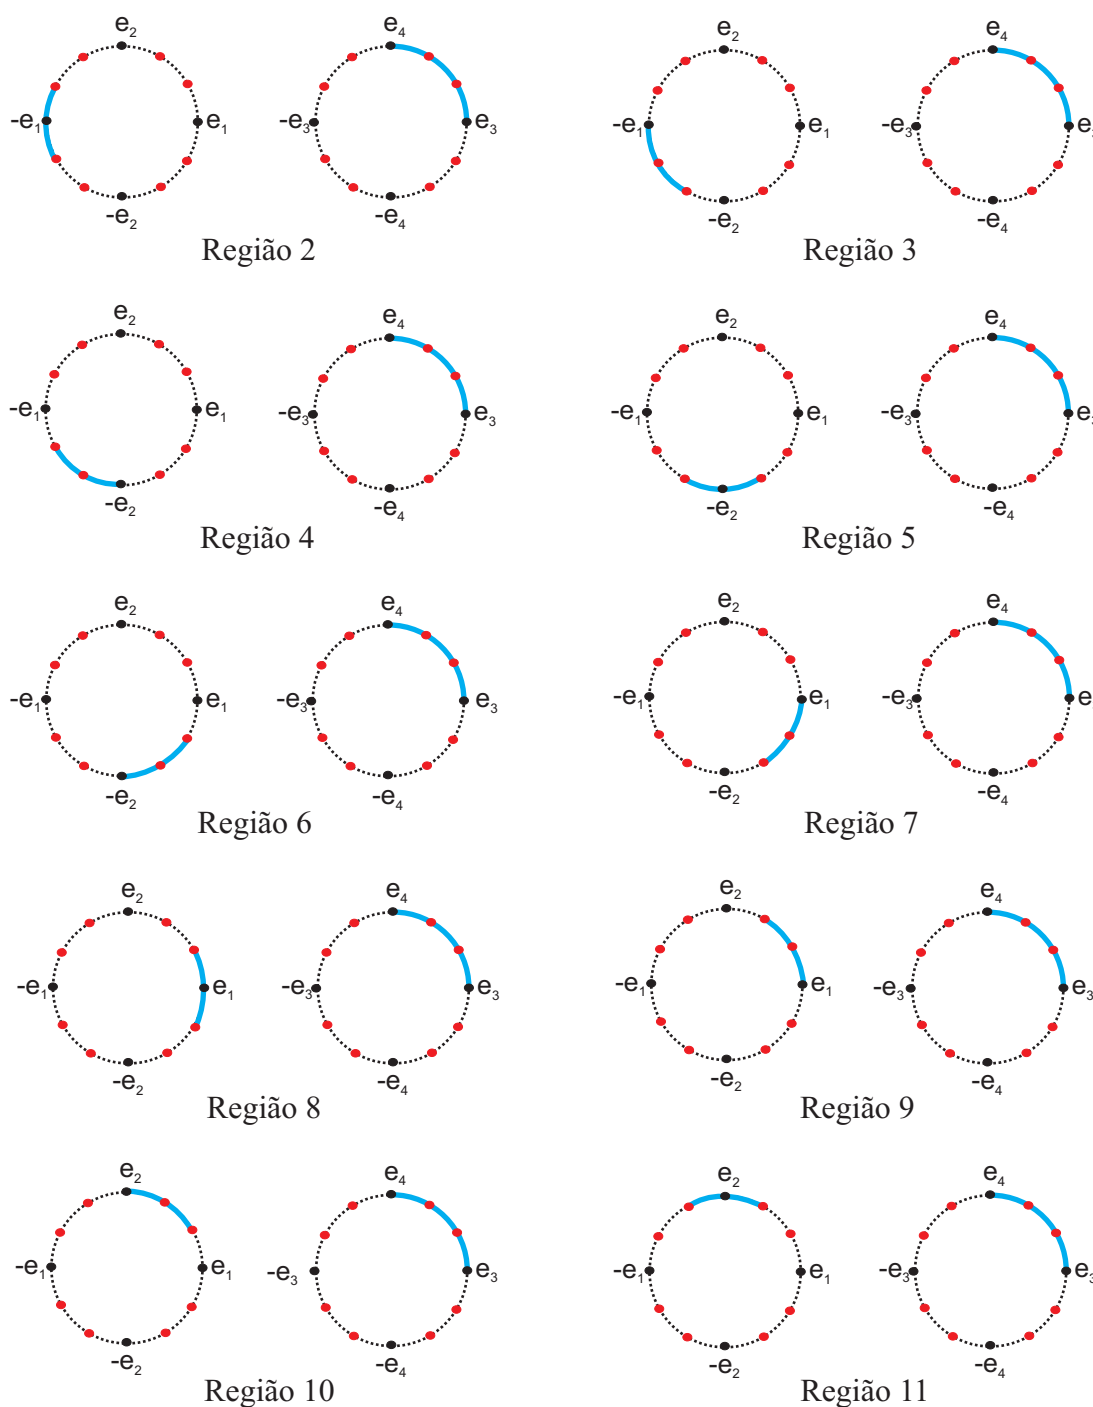 e₂ e₄ e₂ e₄
-e₁ e₁ -e₃ e₃ -e₁ e₁ -e₃
-e₂ -e₄ -e₂ -e₄
Região 2 Região 3
e₂ e₄ e₂ e₄
-e₁ e₁ -e₃ e₃ -e₁ e₁ -e₃
-e₂ -e₄ -e₂ -e₄
Região 4 Região 5
e₂ e₄ e₂ e₄
-e₁ e₁ -e₃ e₃ -e₁ e₁ -e₃
-e₂ -e₄ -e₂ -e₄
Região 6 Região 7
e₂ e₄ e₂ e₄
-e₁ e₁ -e₃ e₃ -e₁ e₁ -e₃ e₃
-e₂ -e₄ -e₂ -e₄
Região 8 Região 9
e₂ e₄ e₂ e₄
-e₁ e₁ -e₃ e₃ -e₁ e₁ -e₃ e₃
-e₂ -e₄ -e₂ -e₄
Região 10 Região 11